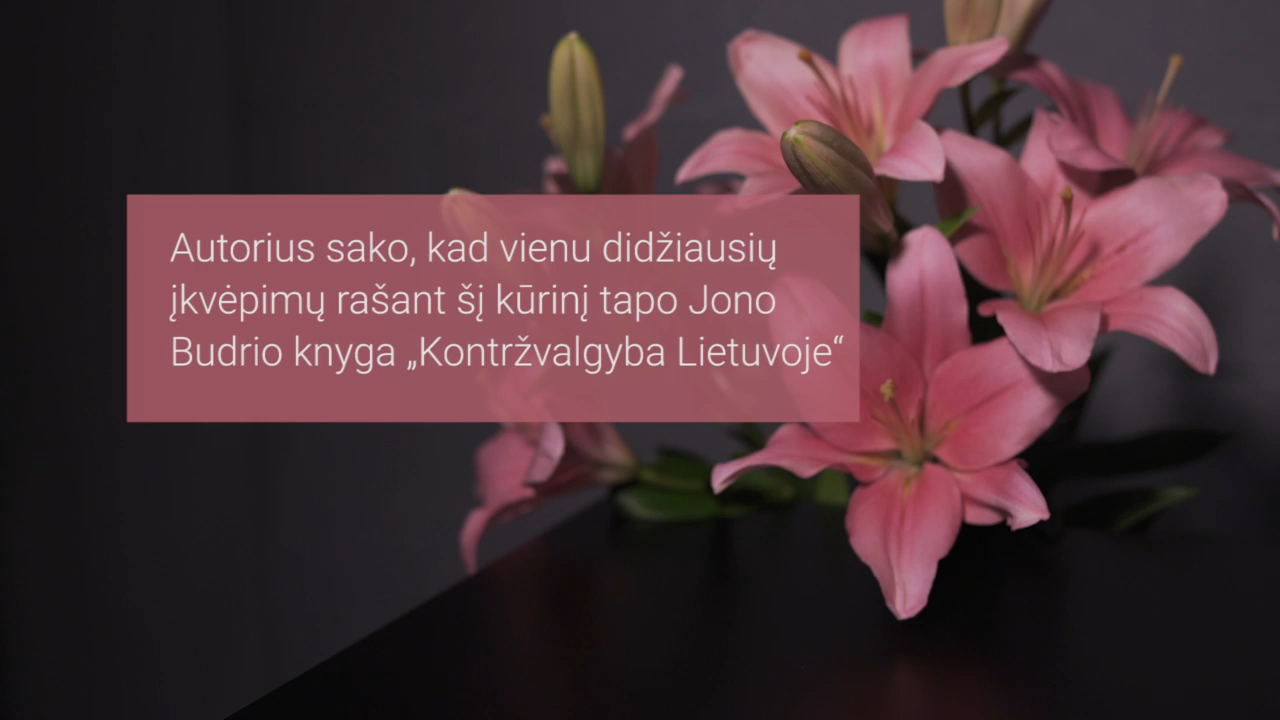 Autorius sako, kad vienu didžiausių
įkvėpimų rašant šį kūrinį tapo Jono
Budrio knyga „Kontržvalgyba Lietuvoje“